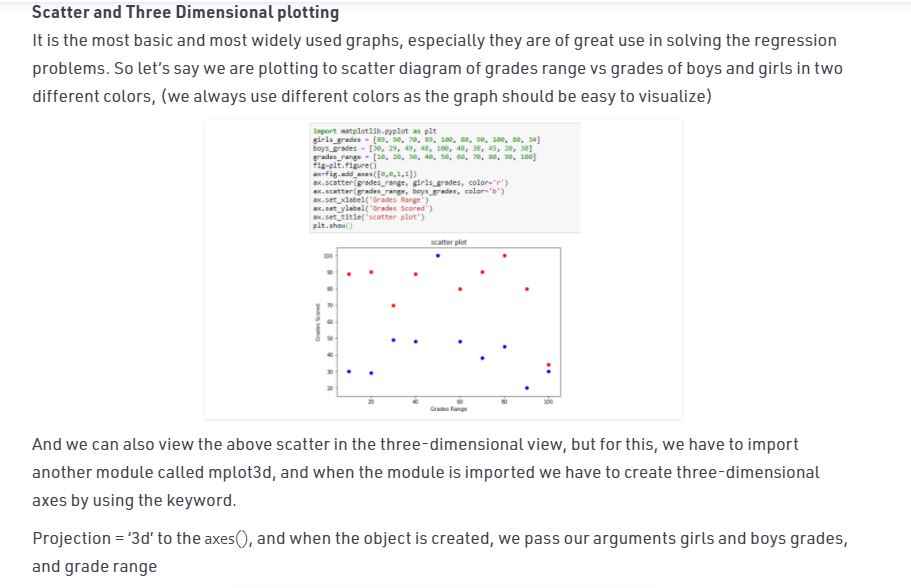 Scatter and Three Dimensional plotting
It is the most basic and most widely used graphs, especially they are of great use in solving the regression
problems. So let's say we are plotting to scatter diagram of grades range vs grades of boys and girls in two
different colors, (we always use different colors as the graph should be easy to visualize)
import matplotlib.pyplot as plt
girls_grades = [89, 90, 70, 89, 100, 80, 90, 100, 80, 34]
boys_grades = [30, 29, 49, 48, 100, 48, 38, 45, 20, 30]
grades_range = [10, 20, 30, 40, 50, 60, 70, 80, 90, 100]
fig=plt.figure()
ax=fig.add_axes([0,0,1,1])
ax.scatter(grades_range, girls_grades, color='r')
ax.scatter(grades_range, boys_grades, color='b')
ax.set_xlabel('Grades Range')
ax.set_ylabel('Grades Scored')
ax.set_title('scatter plot')
plt.show()
scatter plot
100
90
80
70
60
50
40
30
20
Grades Scored
20 40 60 80 100
Grades Range
And we can also view the above scatter in the three-dimensional view, but for this, we have to import
another module called mplot3d, and when the module is imported we have to create three-dimensional
axes by using the keyword.
Projection = '3d' to the axes(), and when the object is created, we pass our arguments girls and boys grades,
and grade range